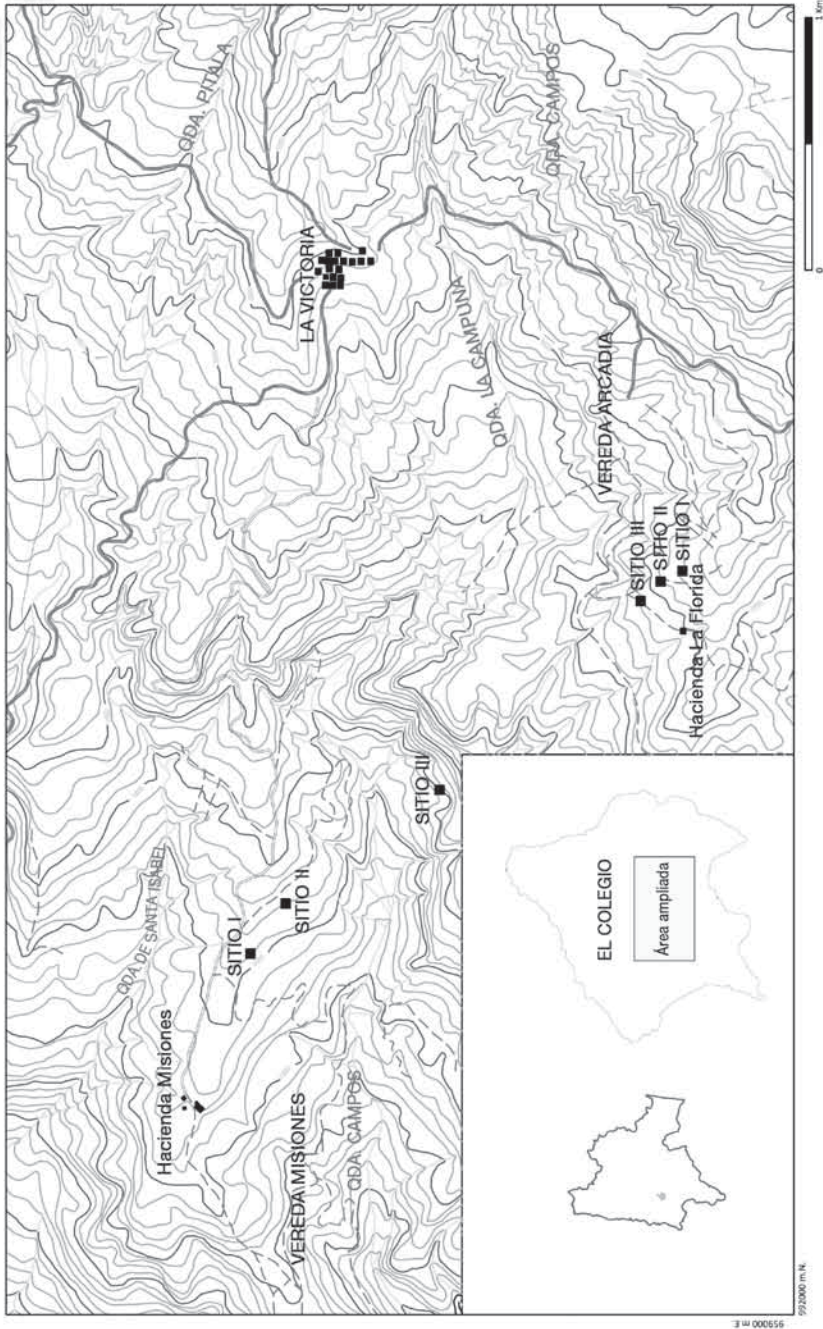 QDA. PITALA
QDA. CAMPOS
LA VICTORIA
QDA. LA CAMPUNA
VEREDA ARCADIA
QDA. DE SANTA ISABEL
Hacienda Misiones
SITIO I
SITIO II
SITIO III
VEREDA MISIONES
QDA. CAMPOS
SITIO III
SITIO II
SITIO I
Hacienda La Florida
EL COLEGIO
Área ampliada
992000 m.N.
959000 m E.
0
1 Km